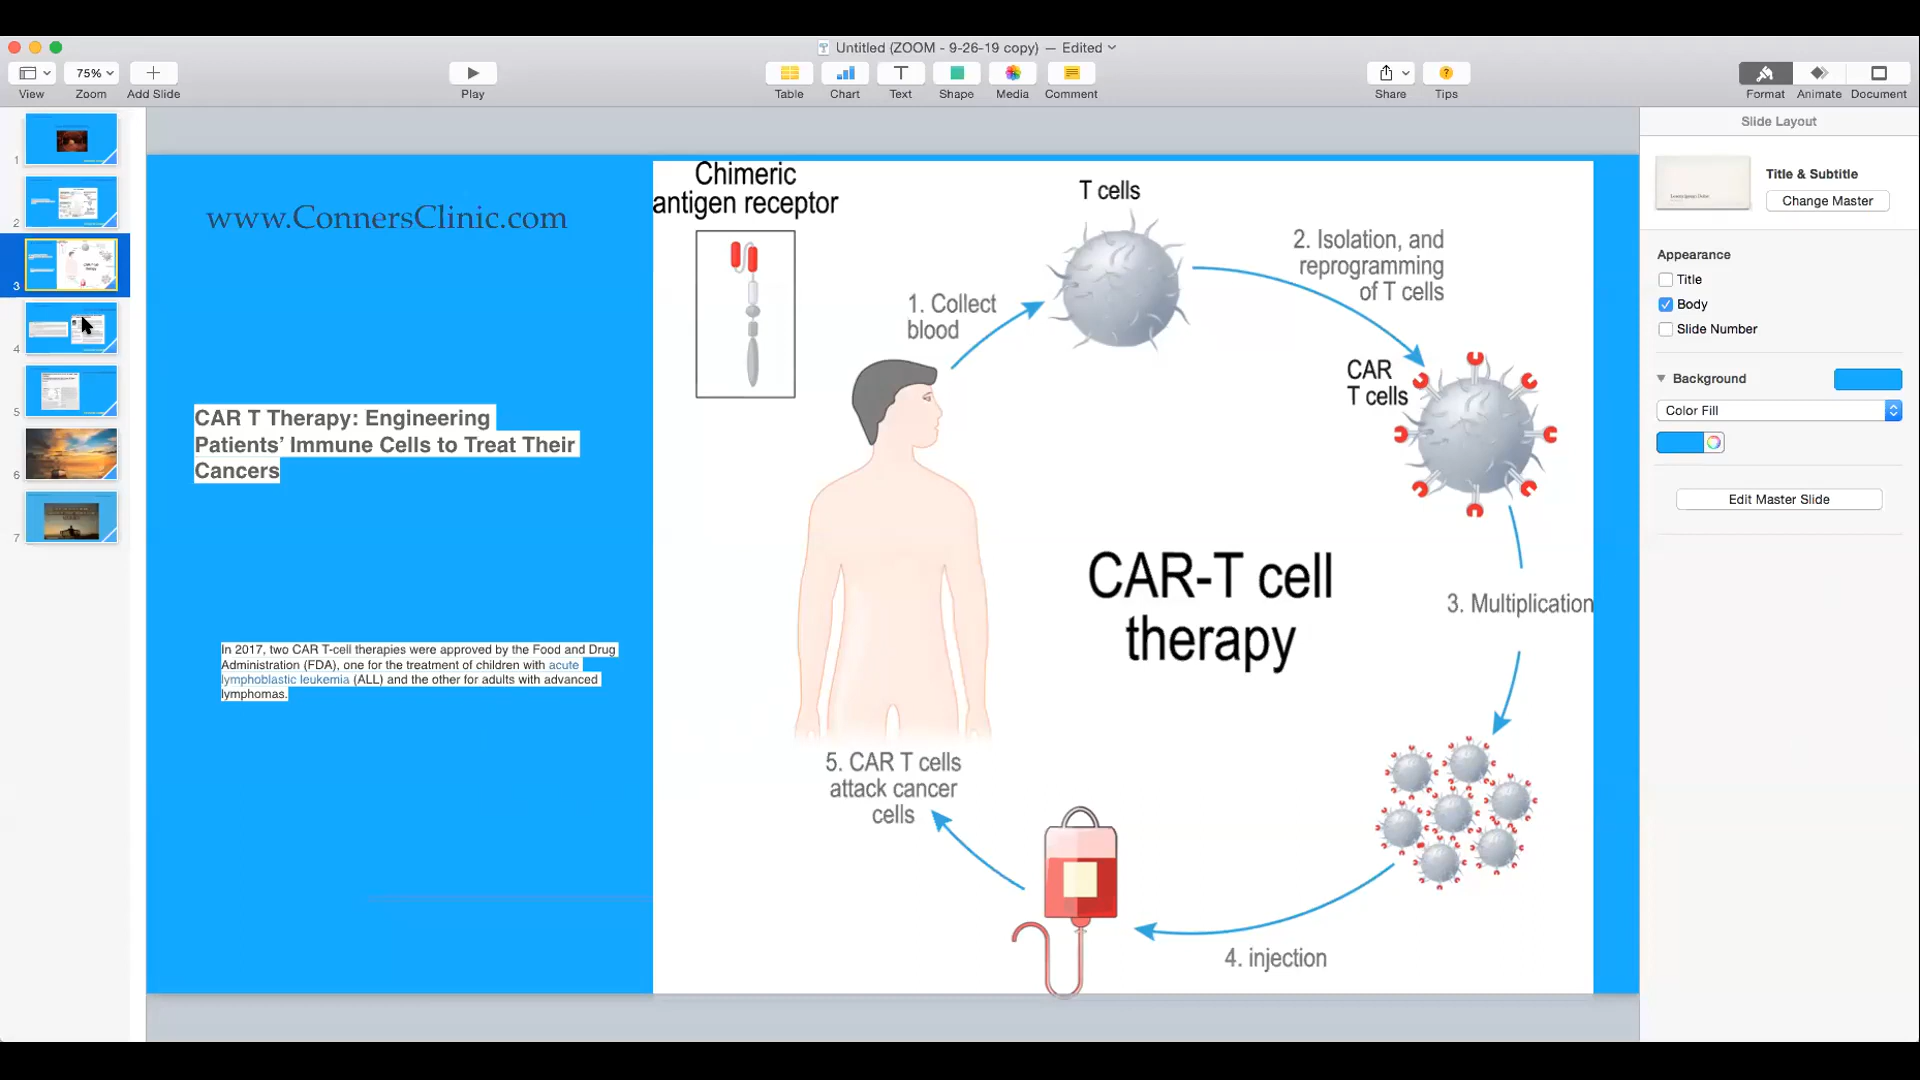 Untitled (ZOOM - 9-26-19 copy) — Edited
75%
View
Zoom
Add Slide
Play
Table
Chart
Text
Shape
Media
Comment
Share
Tips
Format
Animate
Document
1
2
3
4
5
6
7
www.ConnersClinic.com
CAR T Therapy: Engineering
Patients’ Immune Cells to Treat Their
Cancers
In 2017, two CAR T-cell therapies were approved by the Food and Drug
Administration (FDA), one for the treatment of children with acute
lymphoblastic leukemia (ALL) and the other for adults with advanced
lymphomas.
Chimeric
antigen receptor
T cells
1. Collect
blood
2. Isolation, and
reprogramming
of T cells
CAR
T cells
CAR-T cell
therapy
3. Multiplication
5. CAR T cells
attack cancer
cells
4. injection
Slide Layout
Title & Subtitle
Change Master
Appearance
Title
Body
Slide Number
Background
Color Fill
Edit Master Slide